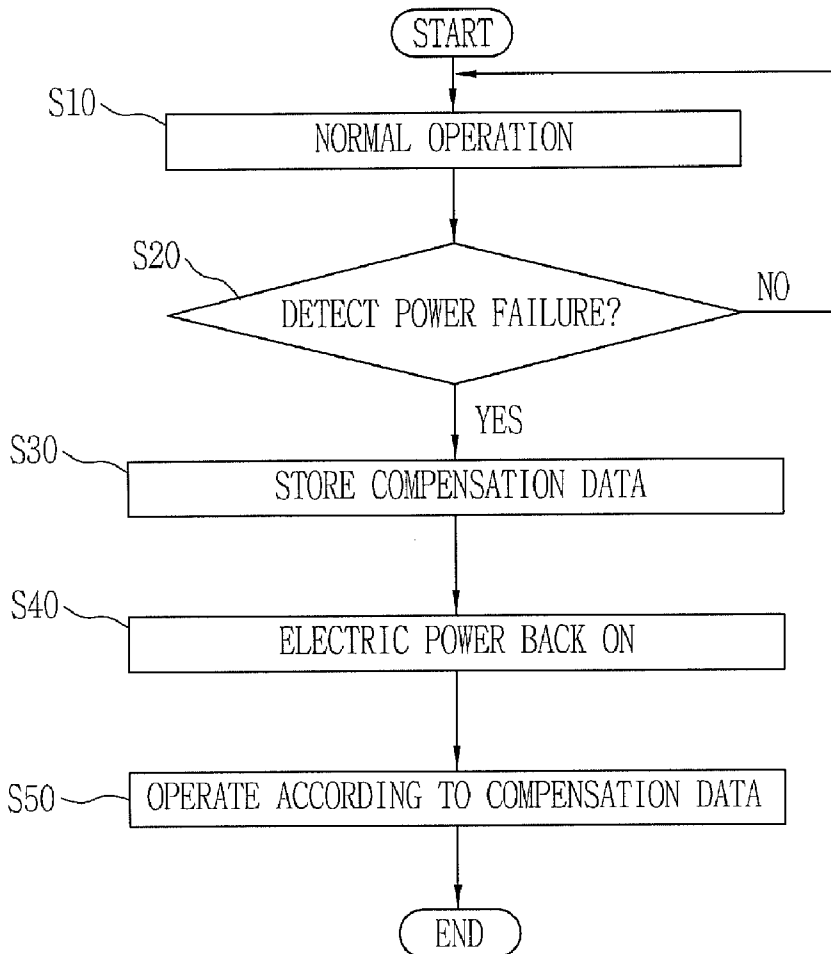 START
S10
NORMAL OPERATION
S20
DETECT POWER FAILURE?
NO
YES
S30
STORE COMPENSATION DATA
S40
ELECTRIC POWER BACK ON
S50
OPERATE ACCORDING TO COMPENSATION DATA
END